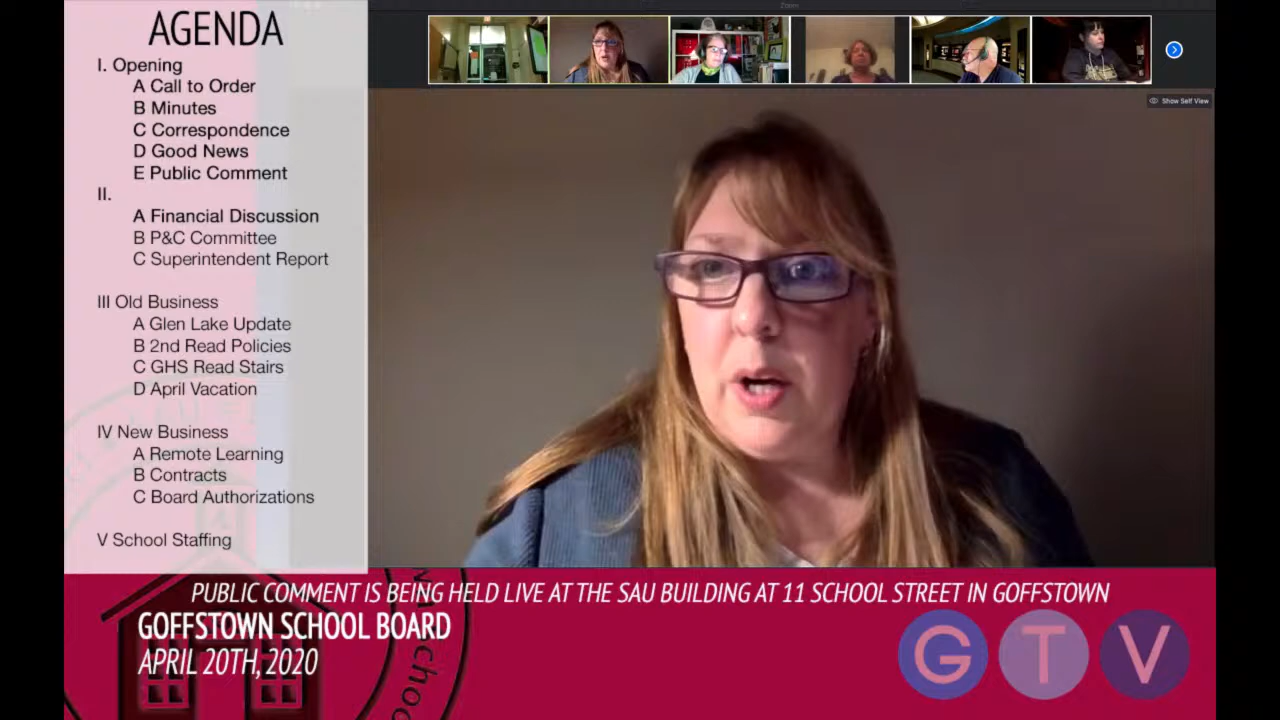 AGENDA
I. Opening
A Call to Order
B Minutes
C Correspondence
D Good News
E Public Comment
II.
A Financial Discussion
B P&C Committee
C Superintendent Report
III Old Business
A Glen Lake Update
B 2nd Read Policies
C GHS Read Stairs
D April Vacation
IV New Business
A Remote Learning
B Contracts
C Board Authorizations
V School Staffing
Zoom
Show Self View
PUBLIC COMMENT IS BEING HELD LIVE AT THE SAU BUILDING AT 11 SCHOOL STREET IN GOFFSTOWN
GOFFSTOWN SCHOOL BOARD
APRIL 20TH, 2020
G T V